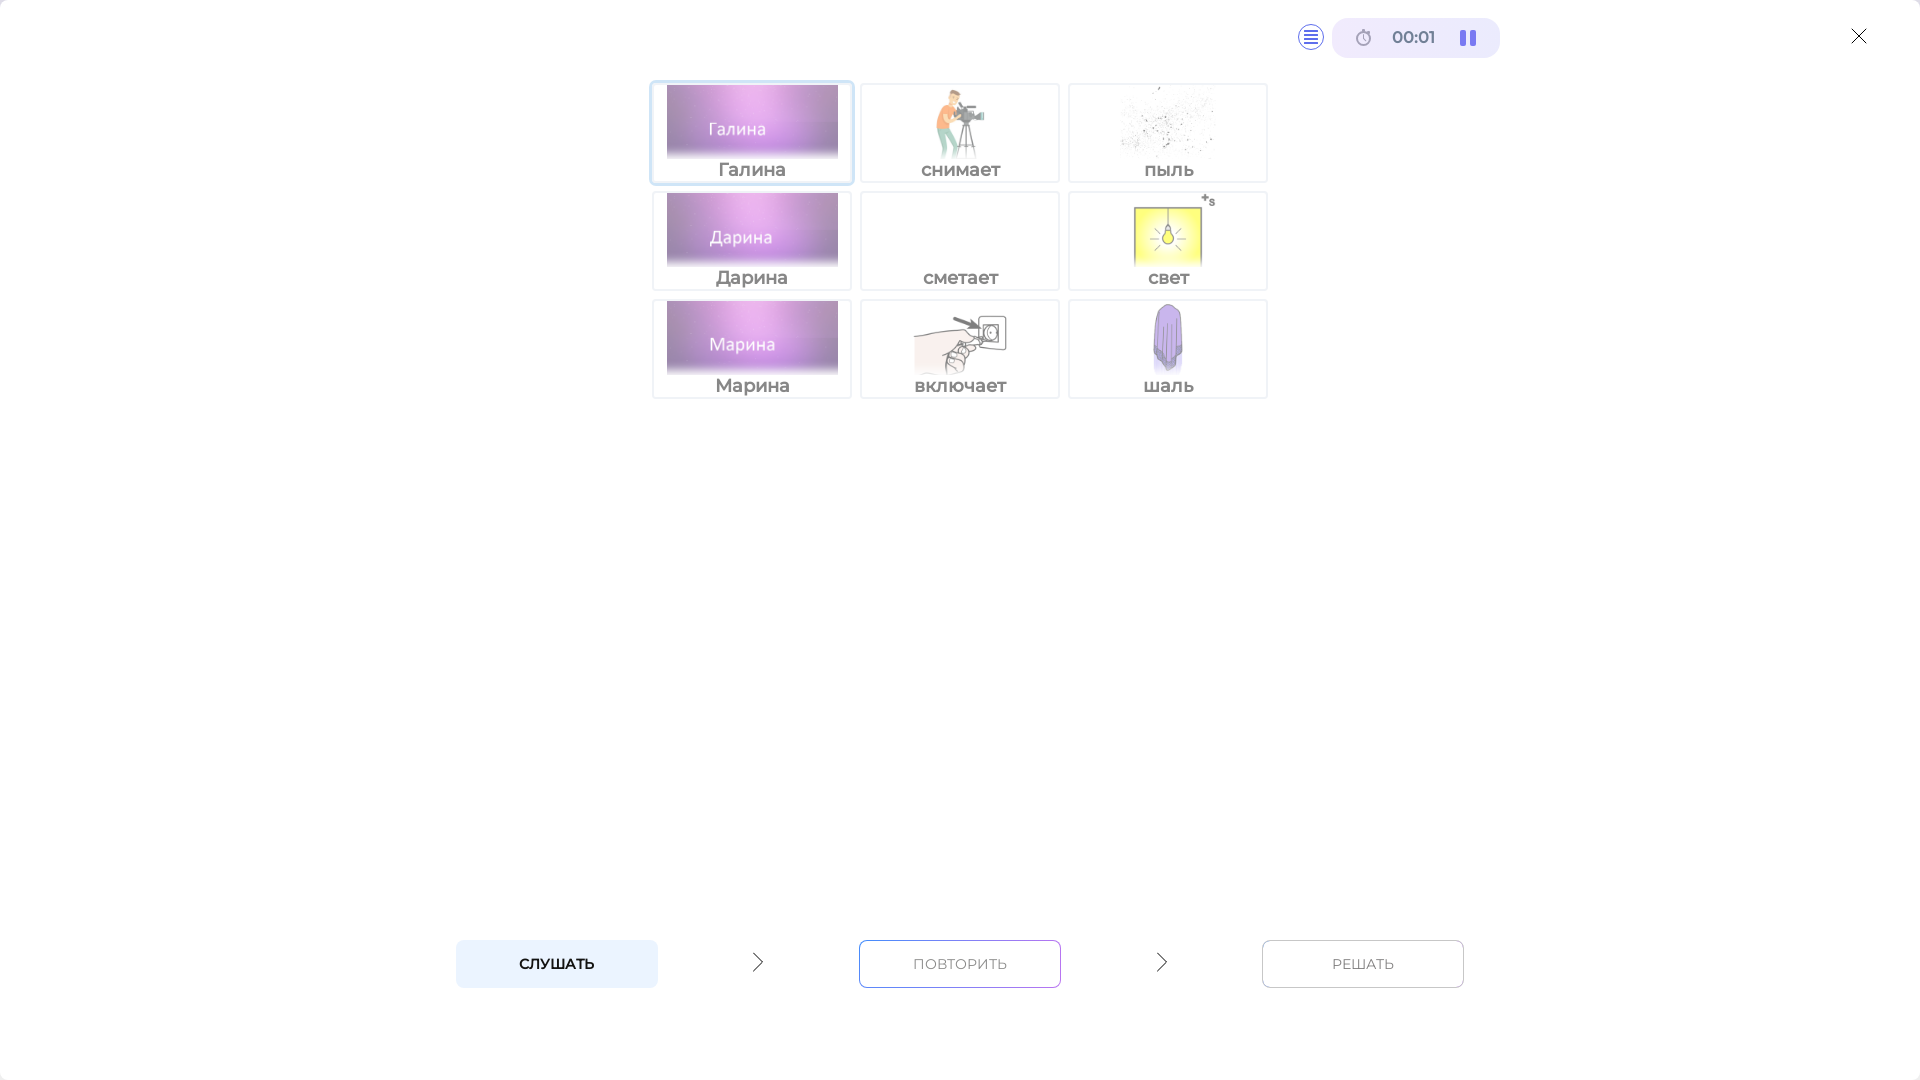 00:01
Галина
Галина
снимает
пыль
Дарина
Дарина
сметает
+s
свет
Марина
Марина
включает
шаль
СЛУШАТЬ
ПОВТОРИТЬ
РЕШАТЬ